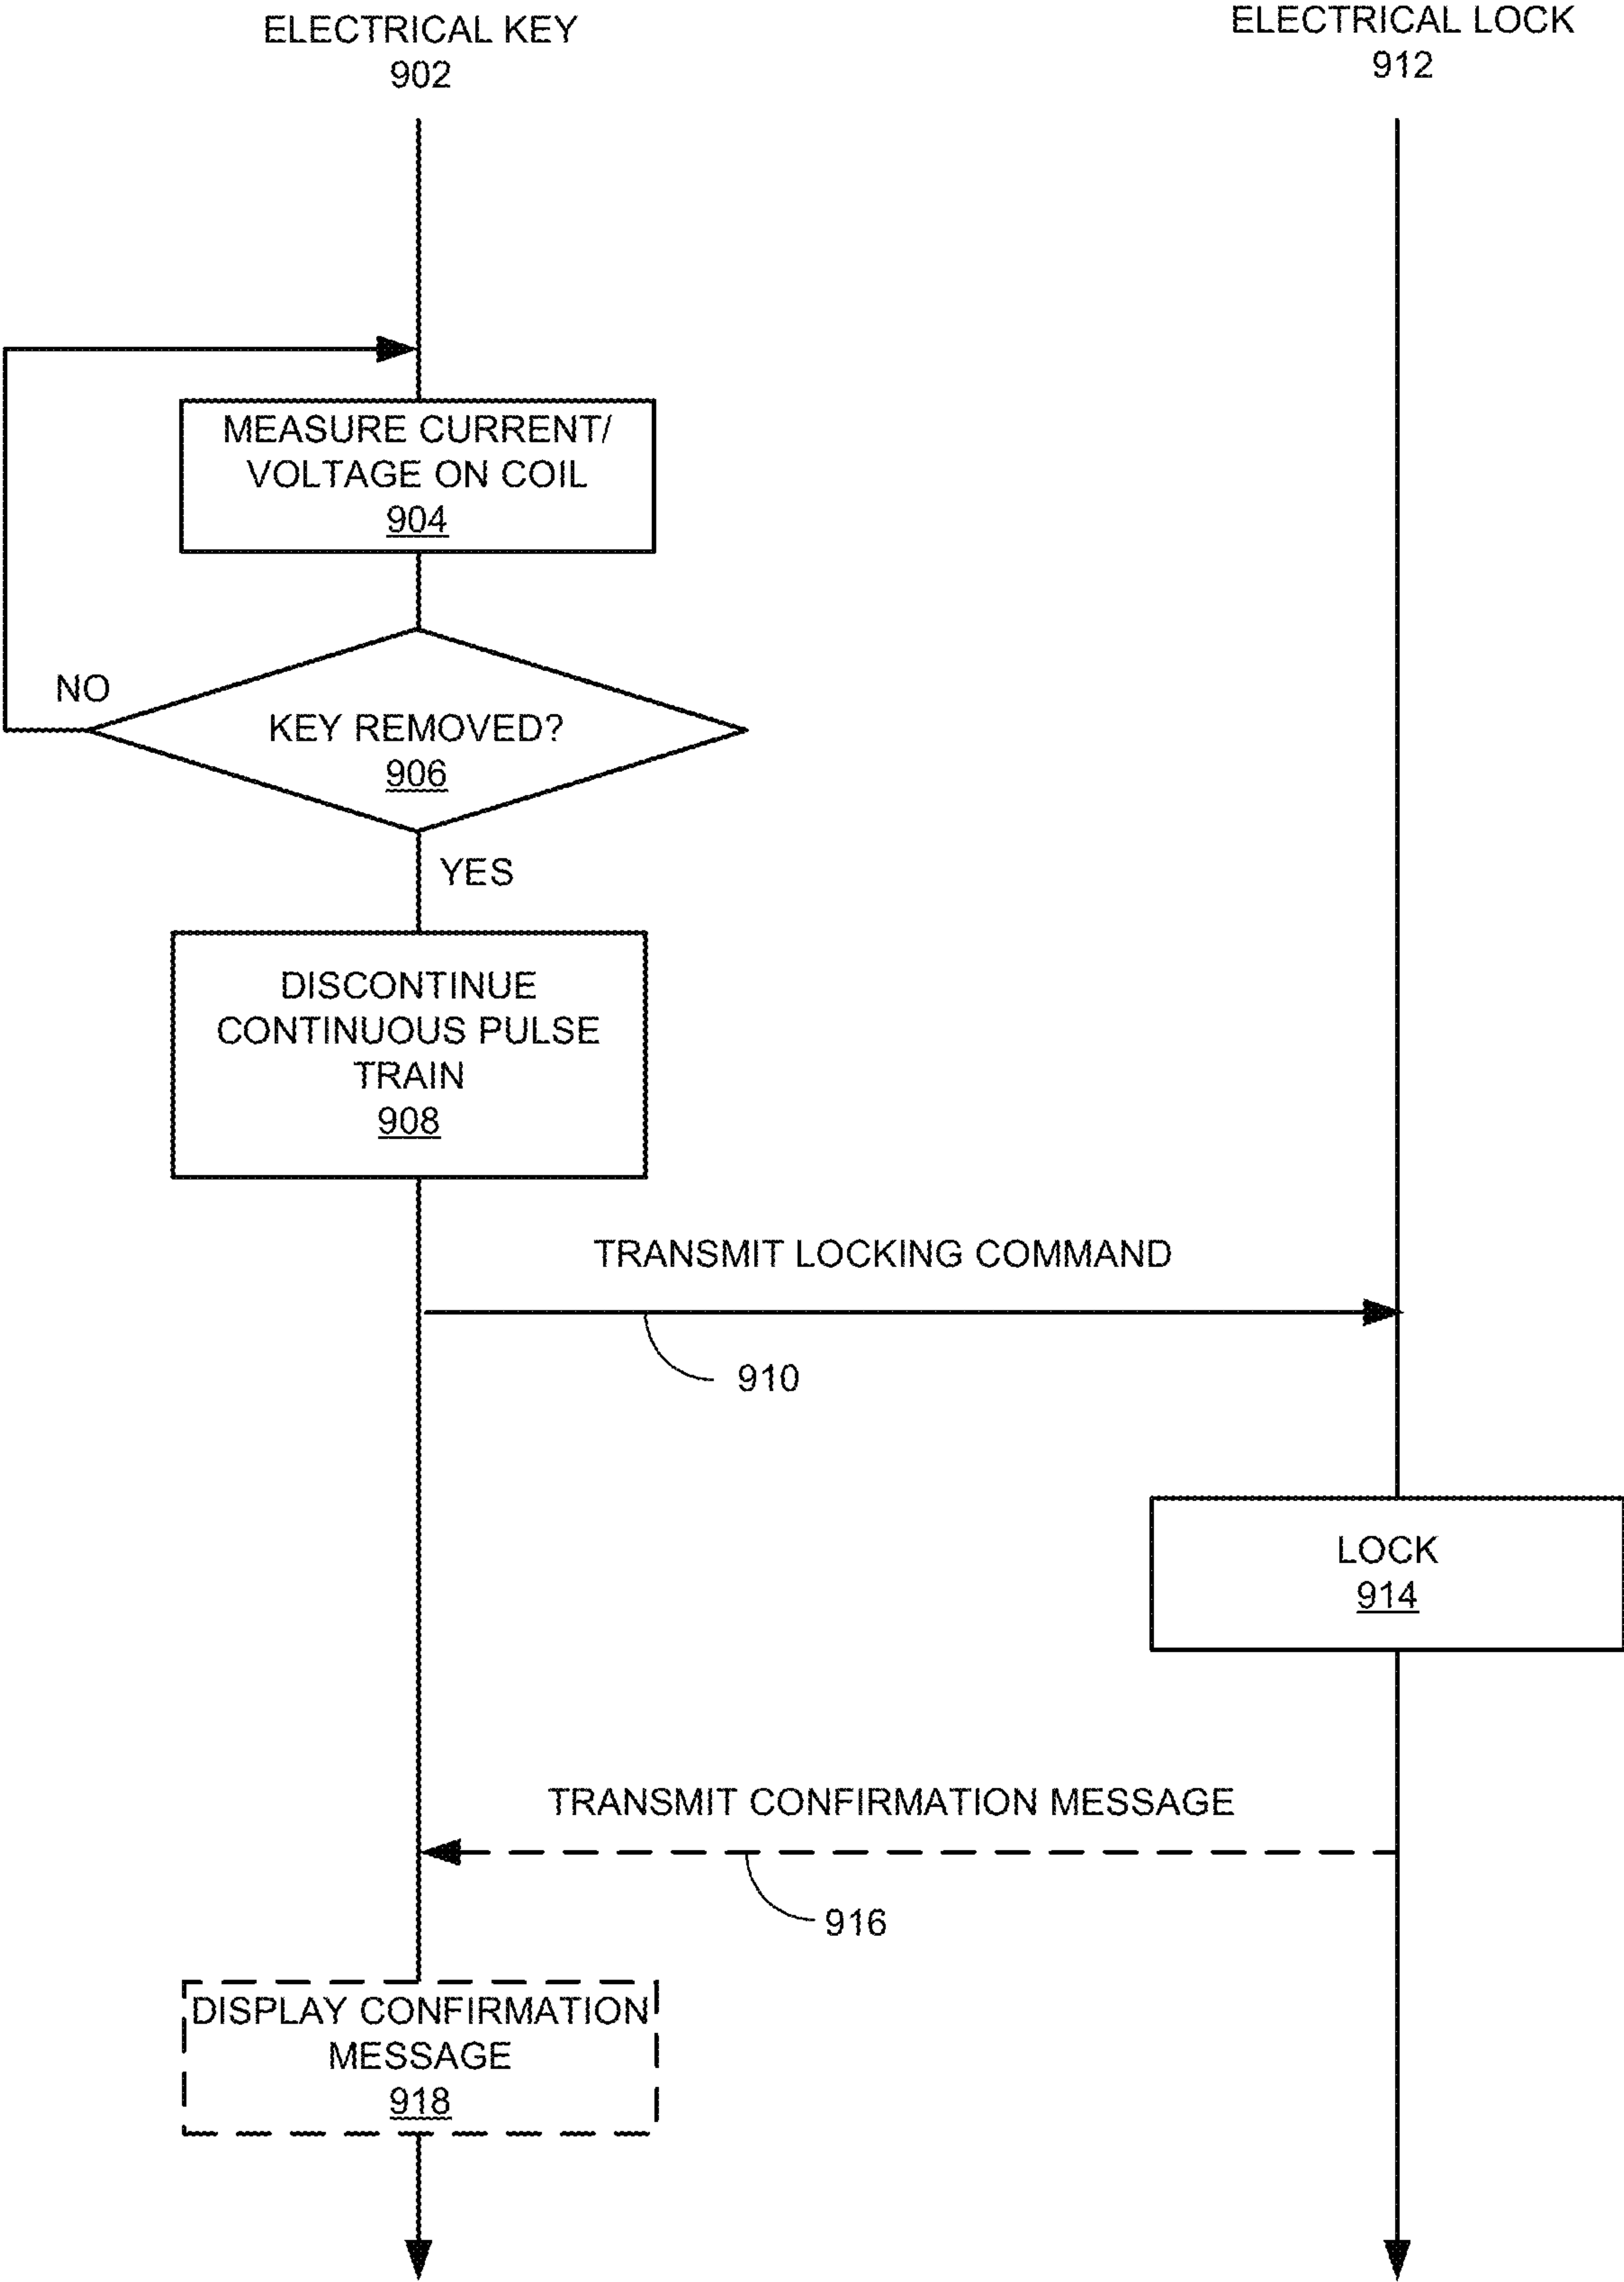 ELECTRICAL KEY
902
ELECTRICAL LOCK
912
MEASURE CURRENT/
VOLTAGE ON COIL
904
NO
KEY REMOVED?
906
YES
DISCONTINUE
CONTINUOUS PULSE
TRAIN
908
TRANSMIT LOCKING COMMAND
910
LOCK
914
TRANSMIT CONFIRMATION MESSAGE
916
DISPLAY CONFIRMATION
MESSAGE
918